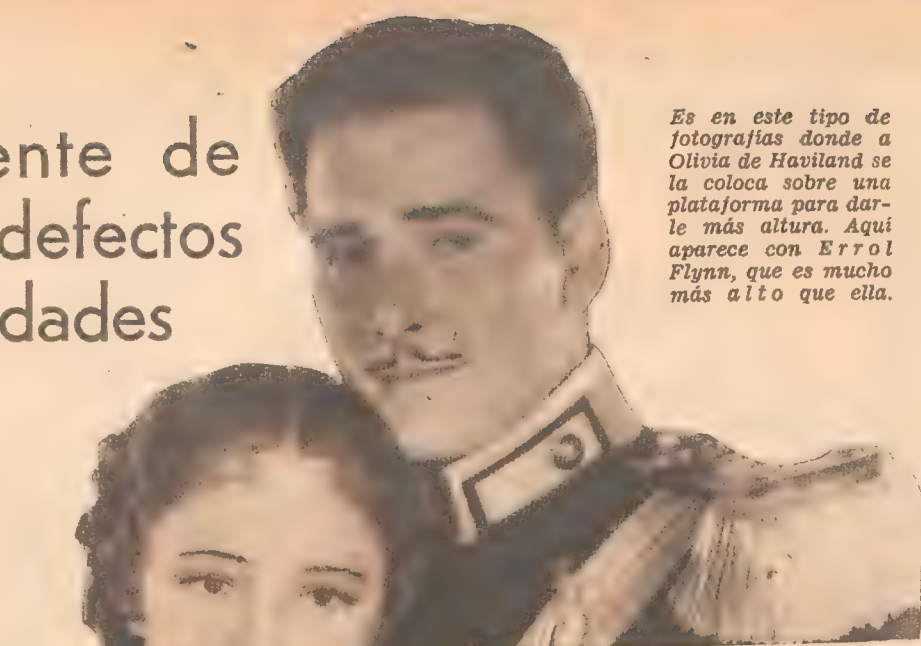 ente de
defectos
dades
Es en este tipo de
fotografías donde a
Olivia de Haviland se
la coloca sobre una
plataforma para dar-
le más altura. Aquí
aparece con Errol
Flynn, que es mucho
más alto que ella.